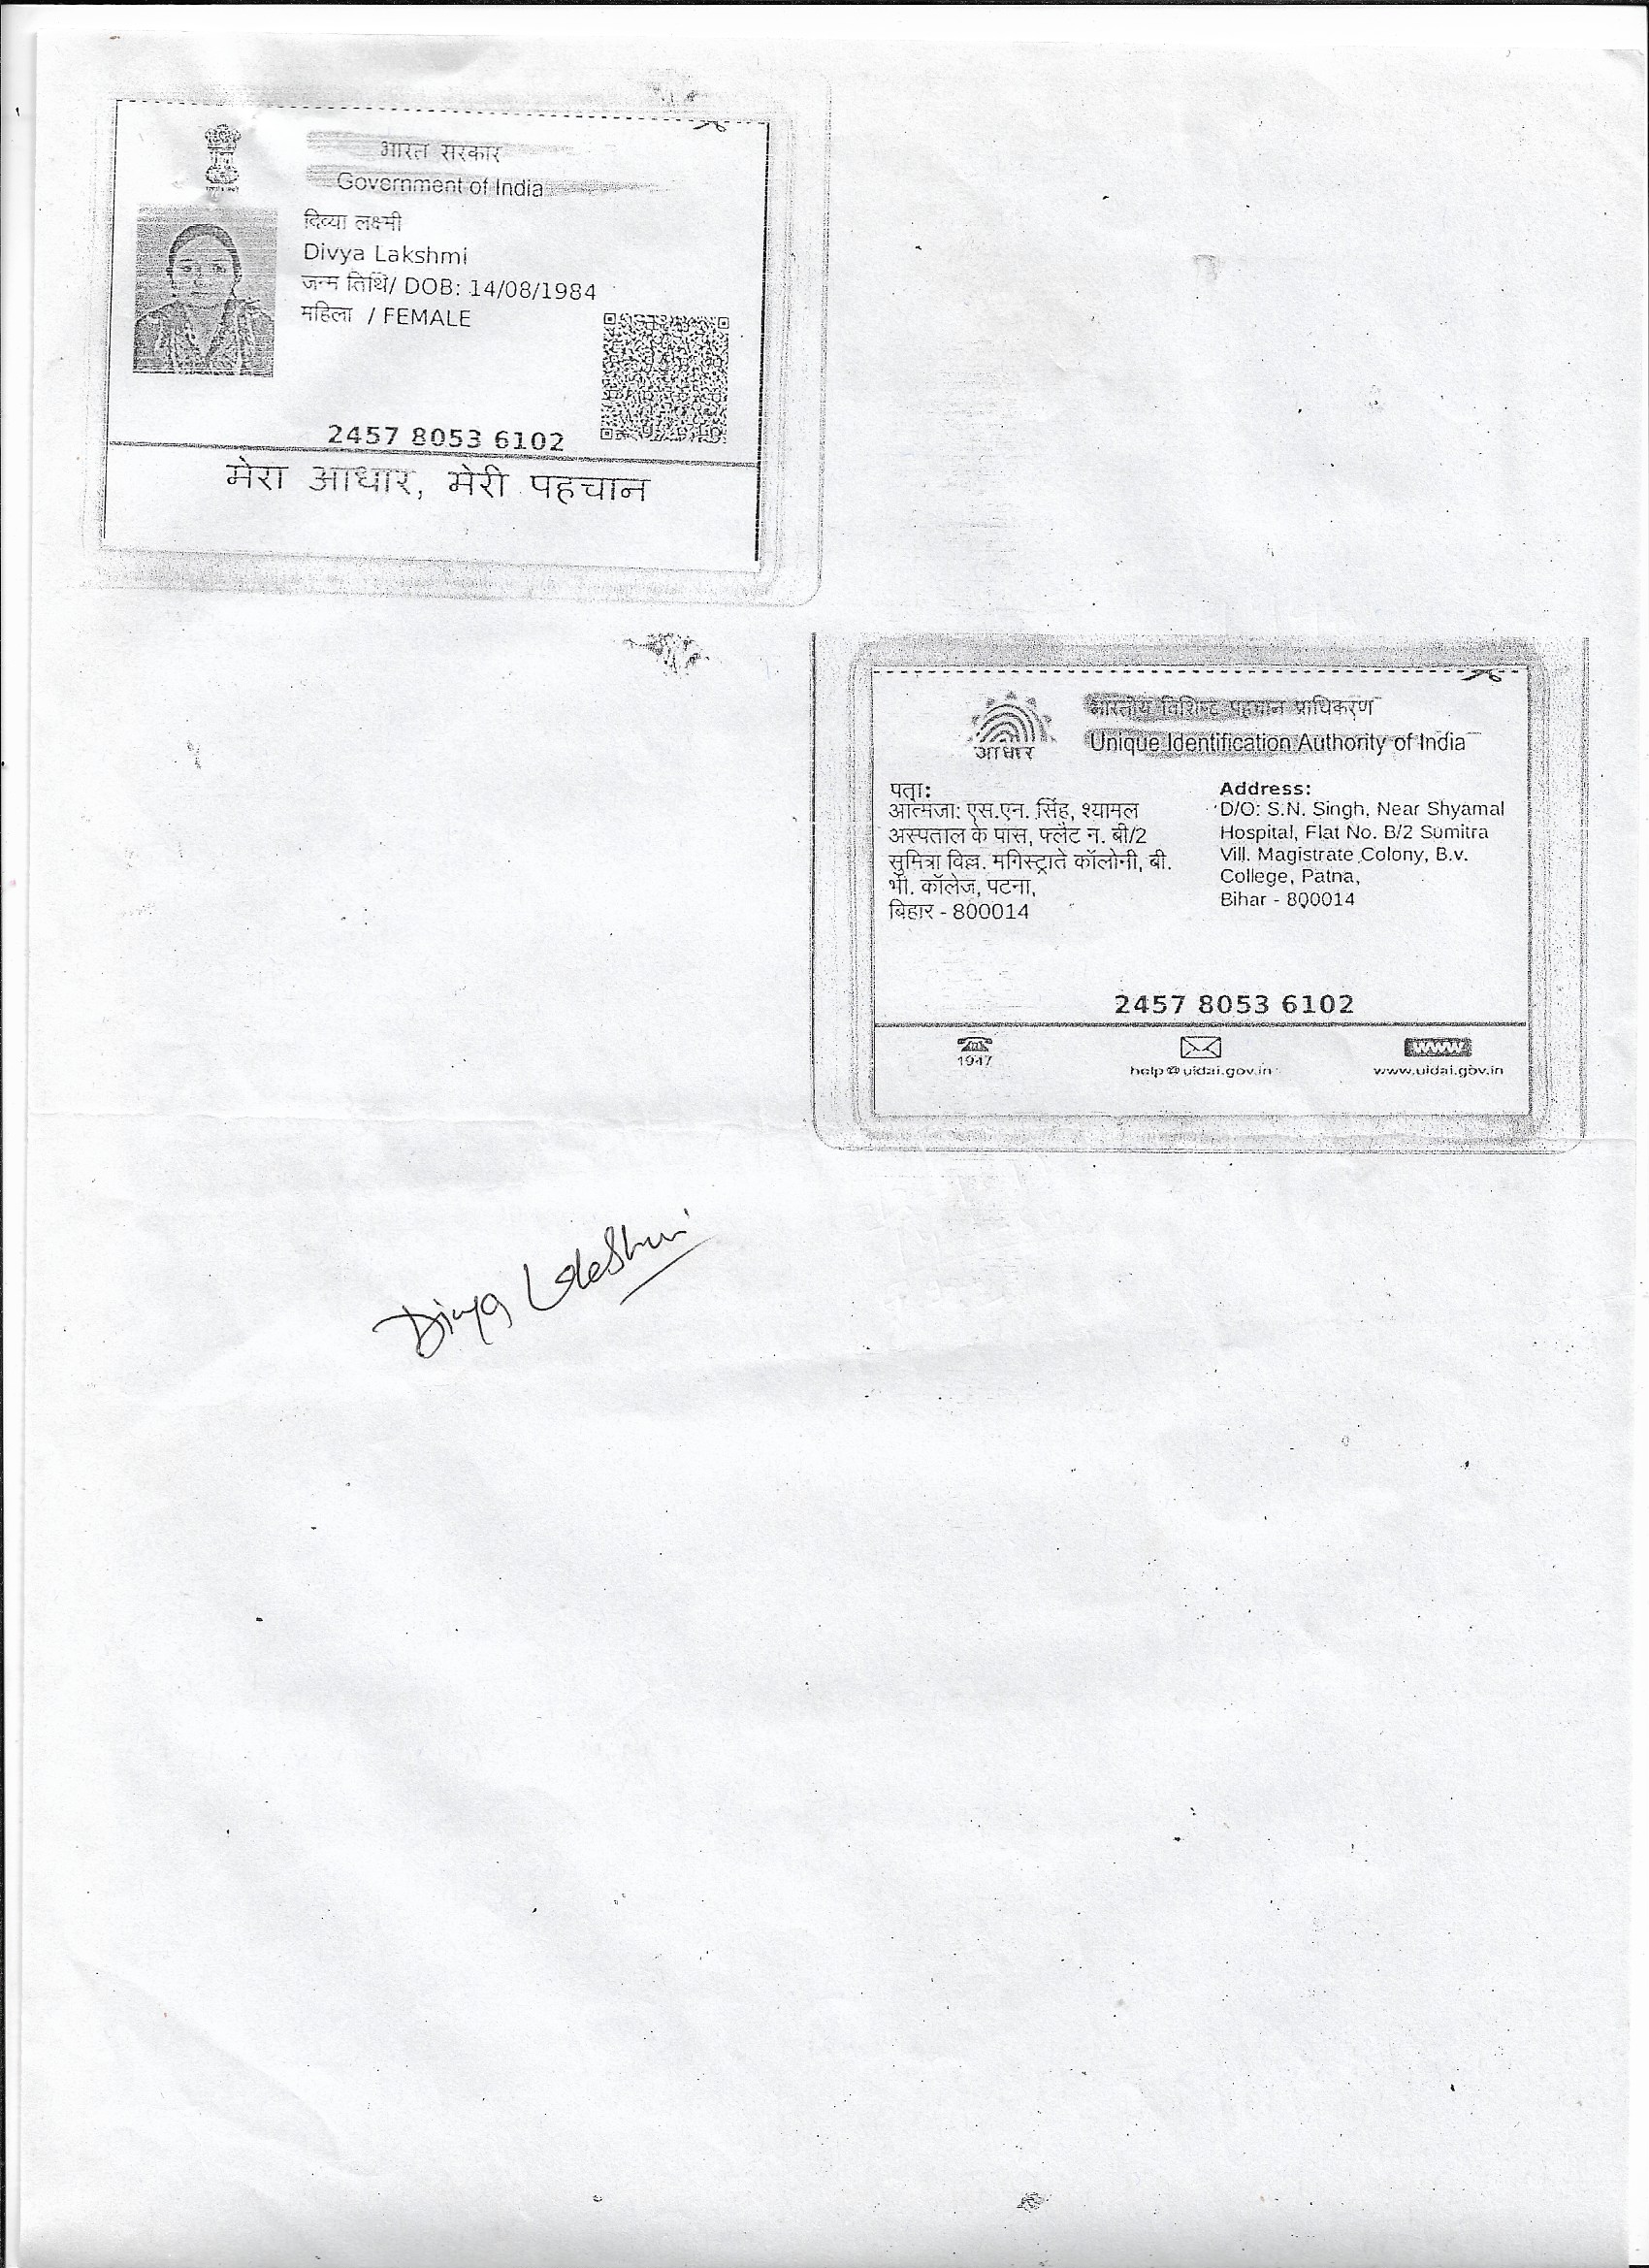 भारत सरकार
Government of India
दिव्या लक्ष्मी
Divya Lakshmi
जन्म तिथि/ DOB: 14/08/1984
महिला / FEMALE
2457 8053 6102
मेरा आधार, मेरी पहचान
आधार
भारतीय विशिष्ट पहचान प्राधिकरण
Unique Identification Authority of India
पता:
आत्मजा: एस.एन. सिंह, श्यामल
अस्पताल के पास, फ्लैट न. बी/2
सुमित्रा विल्ल. मगिस्ट्राते कॉलोनी, बी.
भी. कॉलेज, पटना,
बिहार - 800014
Address:
D/O: S.N. Singh, Near Shyamal
Hospital, Flat No. B/2 Sumitra
Vill. Magistrate Colony, B.v.
College, Patna,
Bihar - 800014
2457 8053 6102
1947
help@uidai.gov.in
www
www.uidai.gov.in
Divya Lakshmi